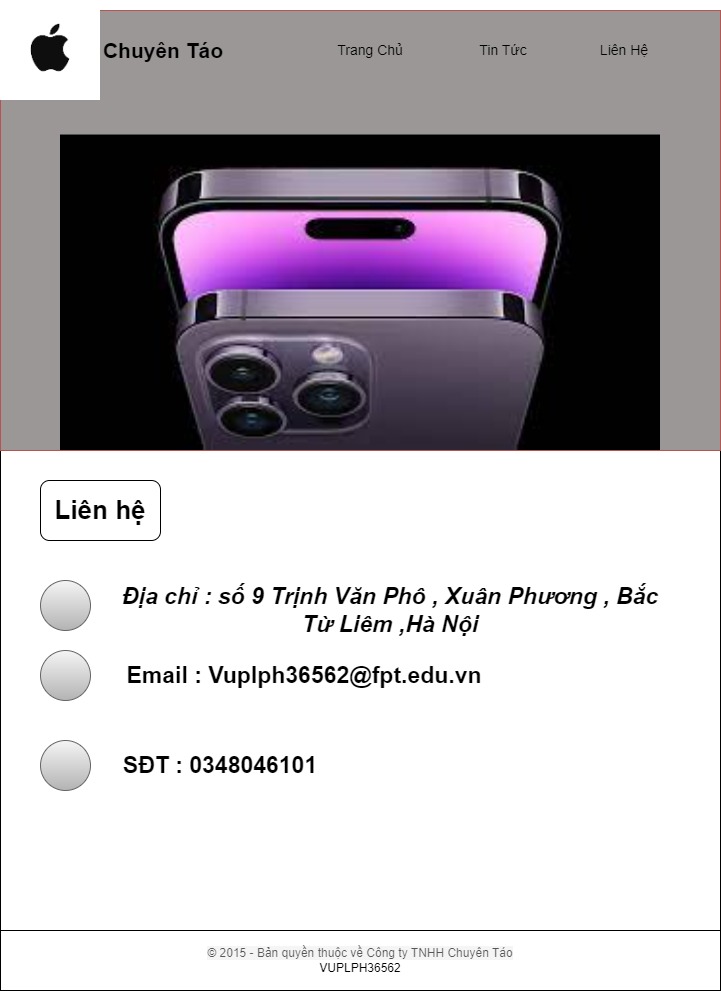 Chuyên Táo
Trang Chủ
Tin Tức
Liên Hệ
Liên hệ
Địa chỉ : số 9 Trịnh Văn Phô , Xuân Phương , Bắc
Từ Liêm ,Hà Nội
Email : Vuplph36562@fpt.edu.vn
SĐT : 0348046101
© 2015 - Bản quyền thuộc về Công ty TNHH Chuyên Táo
VUPLPH36562